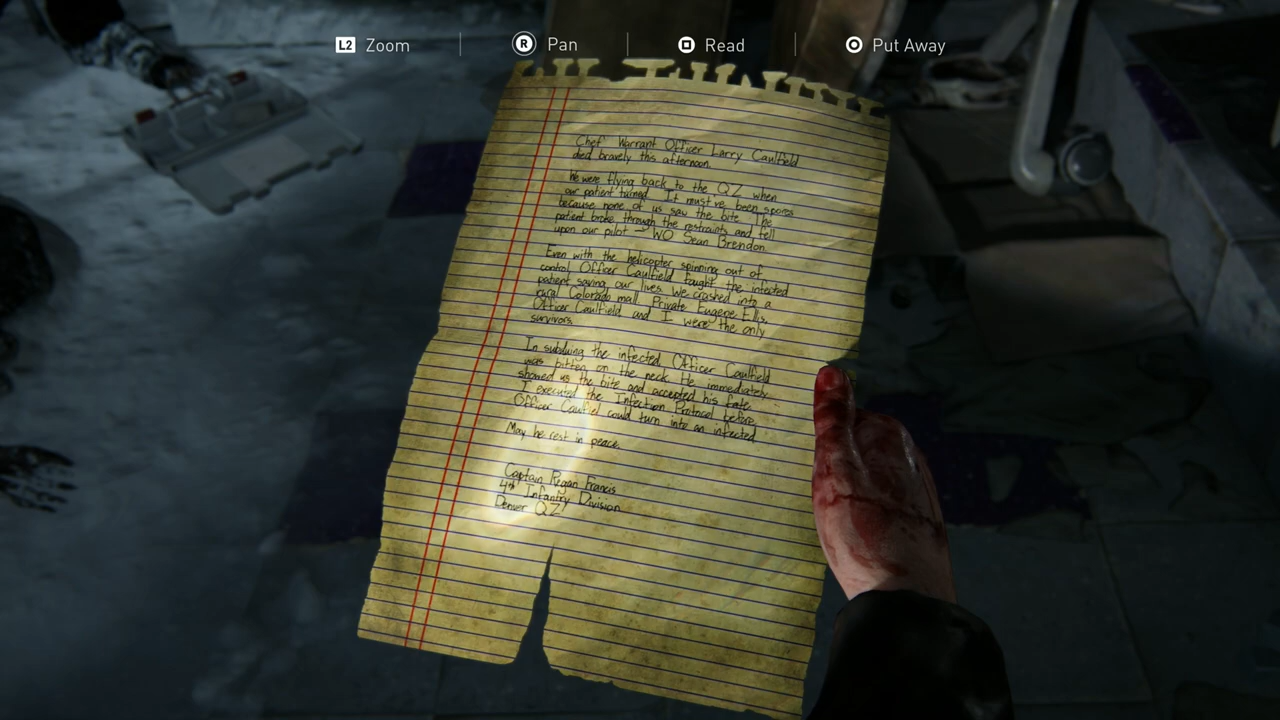 L2 Zoom R Pan Read Put Away
Chief Warrant Officer Larry Caulfield
died bravely this afternoon.
We were flying back to the QZ when
our patient turned. It must've been spores
because none of us saw the bite. The
patient broke through the restraints and fell
upon our pilot - WO Sean Brendon.
Even with the helicopter spinning out of
control, Officer Caulfield fought the infected
patient saving our lives. We crashed into a
rural Colorado mall. Private Eugene Ellis,
Officer Caulfield and I were the only
survivors.
In subduing the infected, Officer Caulfield
was bitten on the neck. He immediately
showed us the bite and accepted his fate.
I executed the Infection Protocol before
Officer Caulfiel could turn into an infected.
May he rest in peace.
Captain Regan Francis
4th Infantry Division
Denver QZ